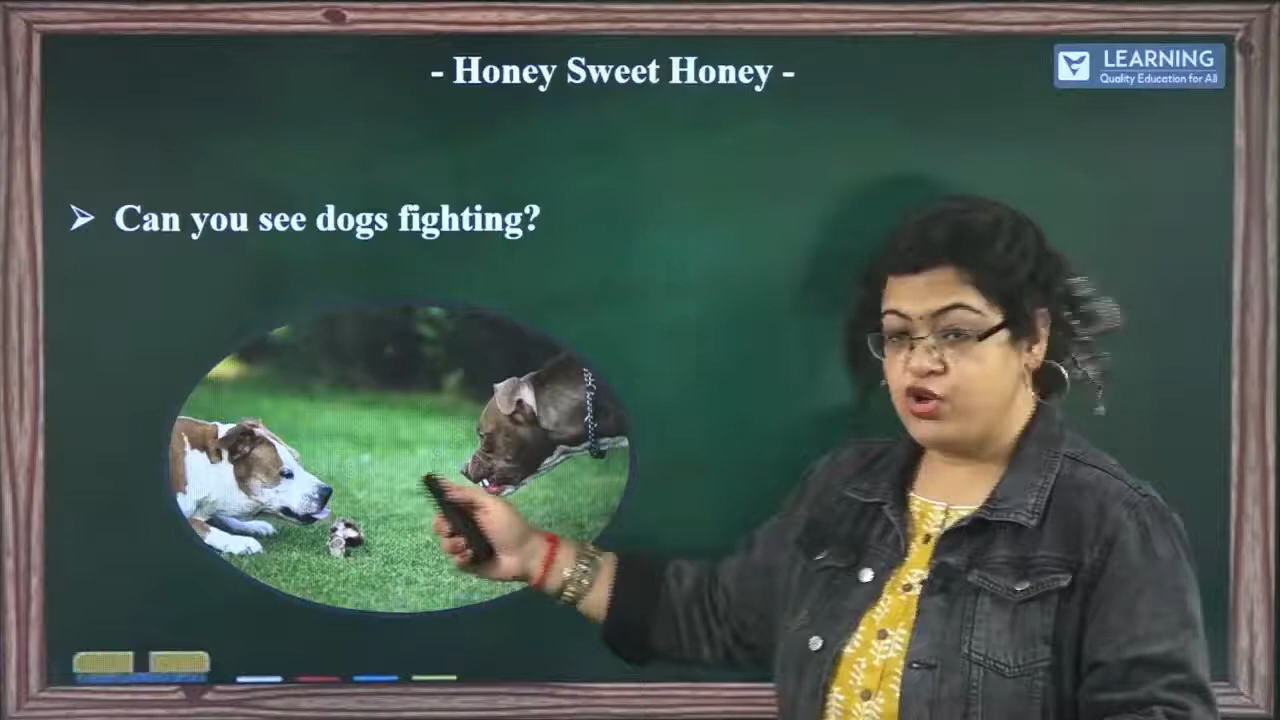 - Honey Sweet Honey -
LEARNING
Quality Education for All
➢ Can you see dogs fighting?